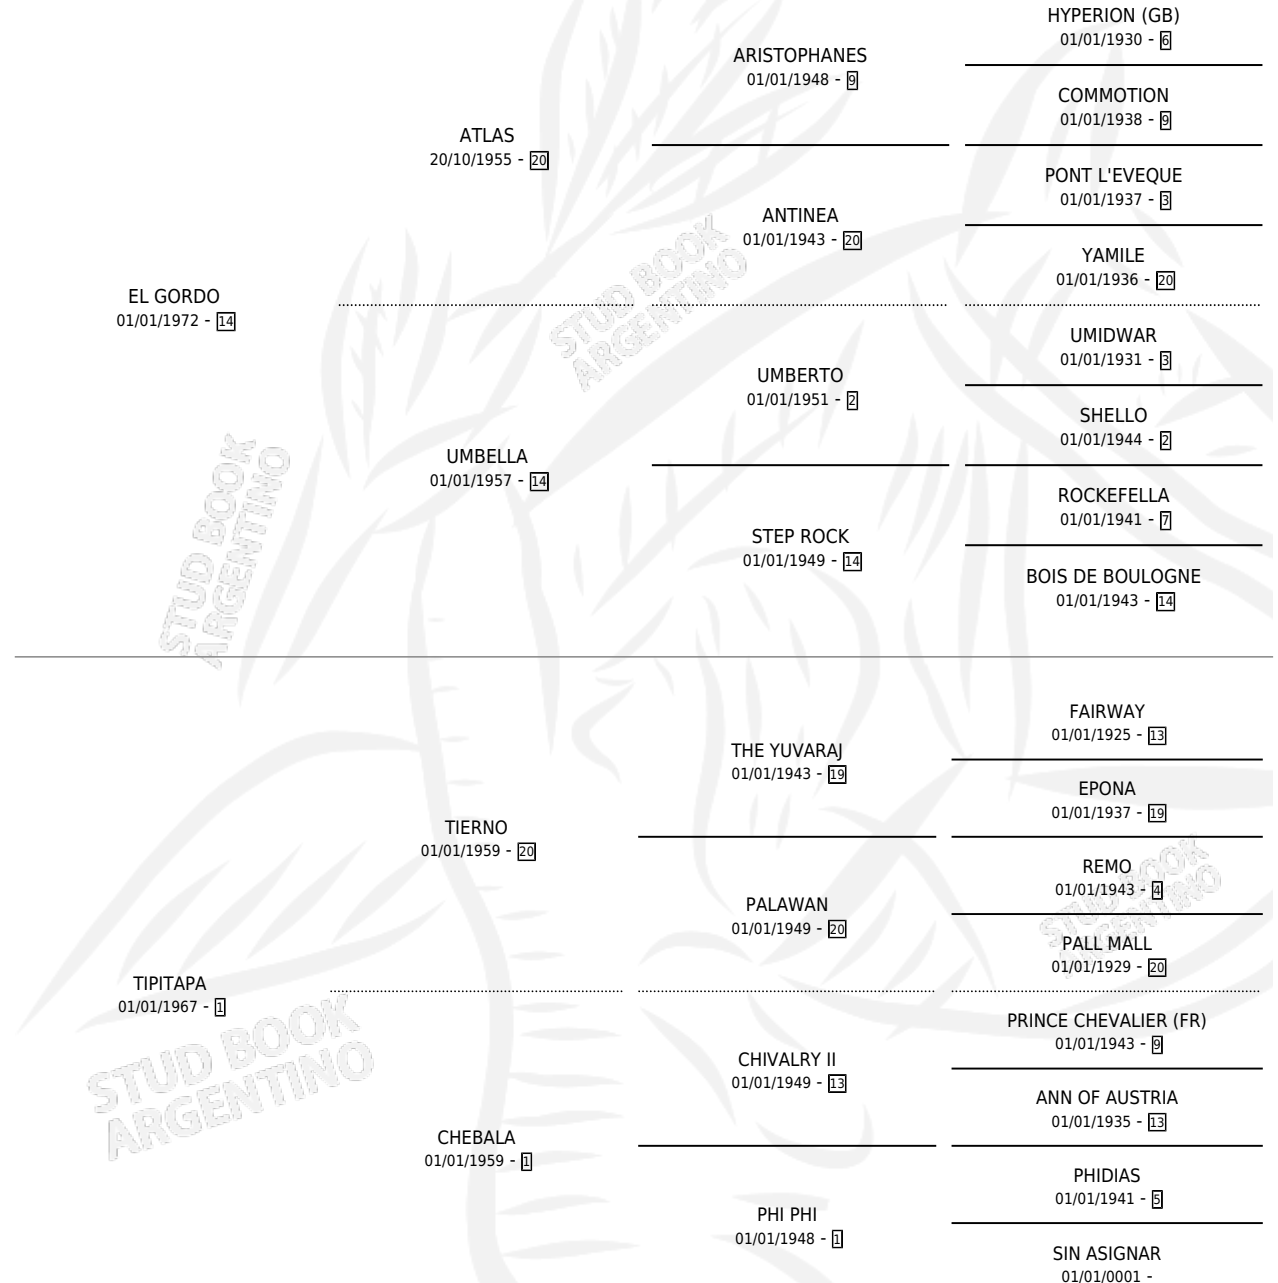 HYPERION (GB)
01/01/1930 - 6
ARISTOPHANES
01/01/1948 - 9
COMMOTION
01/01/1938 - 9
ATLAS
20/10/1955 - 20
PONT L'EVEQUE
01/01/1937 - 3
ANTINEA
01/01/1943 - 20
YAMILE
01/01/1936 - 20
EL GORDO
01/01/1972 - 14
UMIDWAR
01/01/1931 - 3
UMBERTO
01/01/1951 - 2
SHELLO
01/01/1944 - 2
UMBELLA
01/01/1957 - 14
ROCKEFELLA
01/01/1941 - 7
STEP ROCK
01/01/1949 - 14
BOIS DE BOULOGNE
01/01/1943 - 14
FAIRWAY
01/01/1925 - 13
THE YUVARAJ
01/01/1943 - 19
EPONA
01/01/1937 - 19
TIERNO
01/01/1959 - 20
REMO
01/01/1943 - 4
PALAWAN
01/01/1949 - 20
PALL MALL
01/01/1929 - 20
TIPITAPA
01/01/1967 - 1
PRINCE CHEVALIER (FR)
01/01/1943 - 9
CHIVALRY II
01/01/1949 - 13
ANN OF AUSTRIA
01/01/1935 - 13
CHEBALA
01/01/1959 - 1
PHIDIAS
01/01/1941 - 5
PHI PHI
01/01/1948 - 1
SIN ASIGNAR
01/01/0001 -
STUD BOOK
ARGENTINO
STUD BOOK
ARGENTINO
STUD BOOK
ARGENTINO
STUD BOOK
ARGENTINO